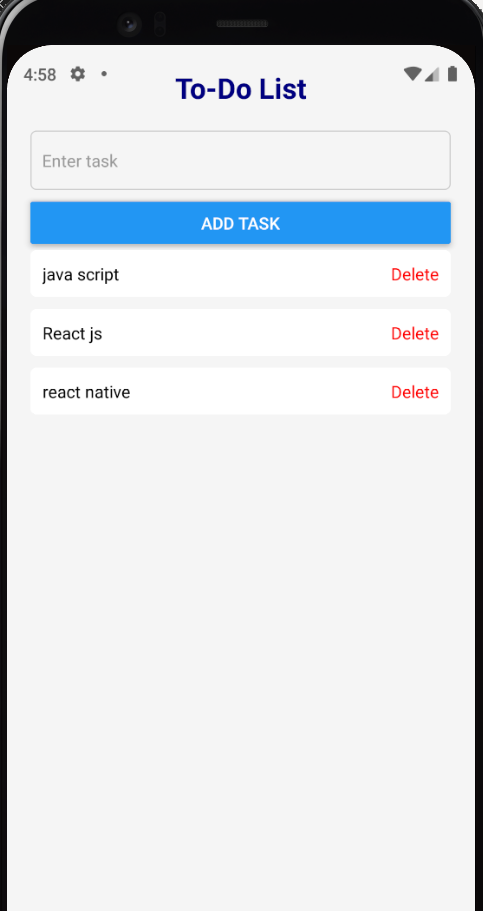 4:58
To-Do List
Enter task
ADD TASK
java script Delete
React js Delete
react native Delete